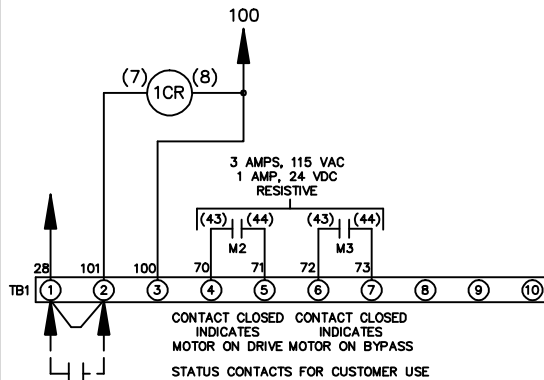 100
(7) 1CR (8)
3 AMPS, 115 VAC
1 AMP, 24 VDC
RESISTIVE
(43) (44) (43) (44)
M2 M3
28 101 100 70 71 72 73
TB1 1 2 3 4 5 6 7 8 9 10
CONTACT CLOSED CONTACT CLOSED
INDICATES INDICATES
MOTOR ON DRIVE MOTOR ON BYPASS
STATUS CONTACTS FOR CUSTOMER USE